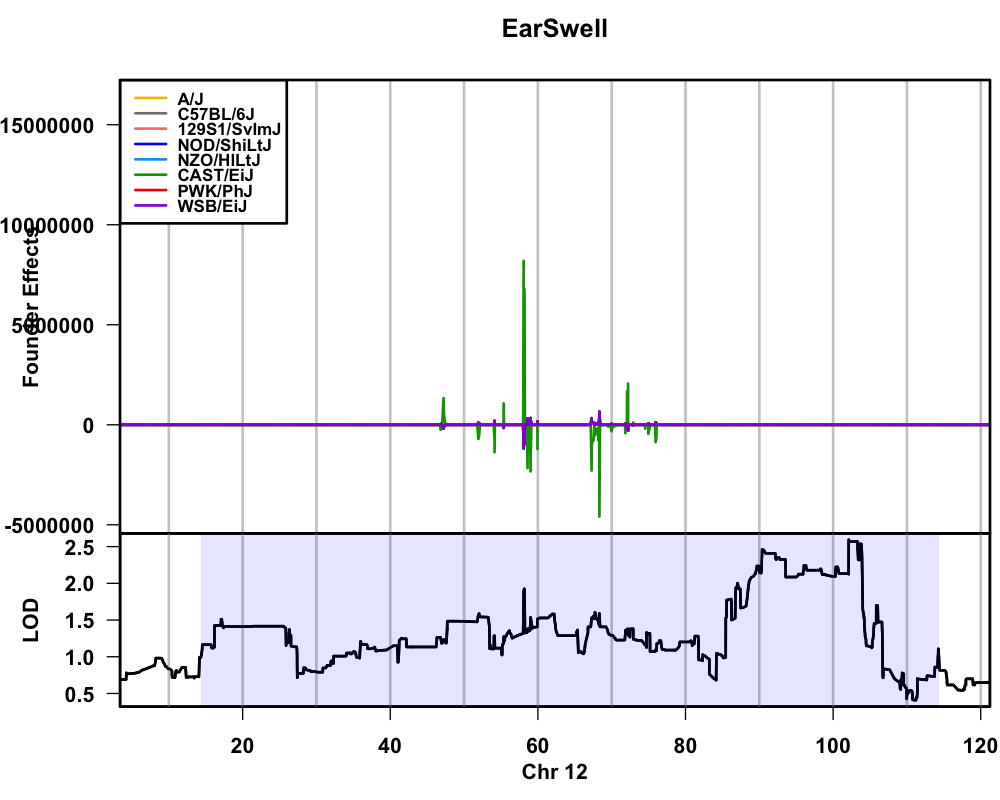 EarSwell
A/J
C57BL/6J
129S1/SvImJ
NOD/ShiLtJ
NZO/HlLtJ
CAST/EiJ
PWK/PhJ
WSB/EiJ
15000000
10000000
5000000
0
-5000000
Founder Effects
2.5
2.0
1.5
1.0
0.5
LOD
20 40 60 80 100 120
Chr 12